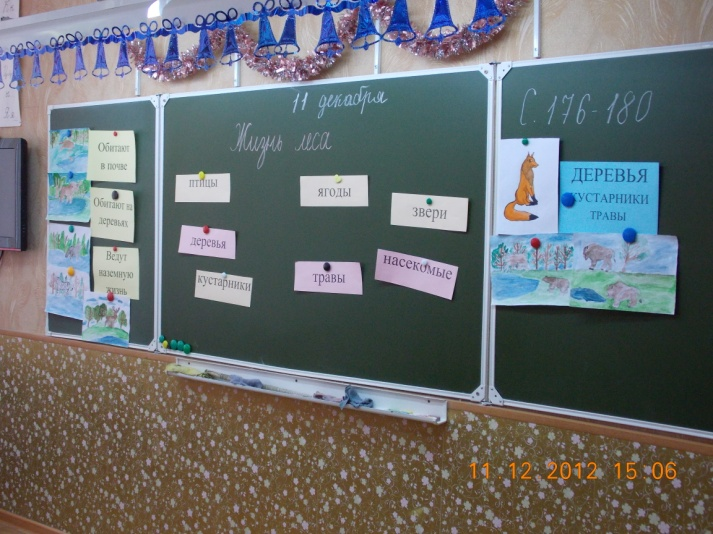 Обитают
в почве
Обитают на
деревьях
Ведут
наземную
жизнь
11 декабря
Жизнь леса
птицы
ягоды
звери
деревья
кустарники
травы
насекомые
С. 176-180
ДЕРЕВЬЯ
КУСТАРНИКИ
ТРАВЫ
11.12.2012 15:06